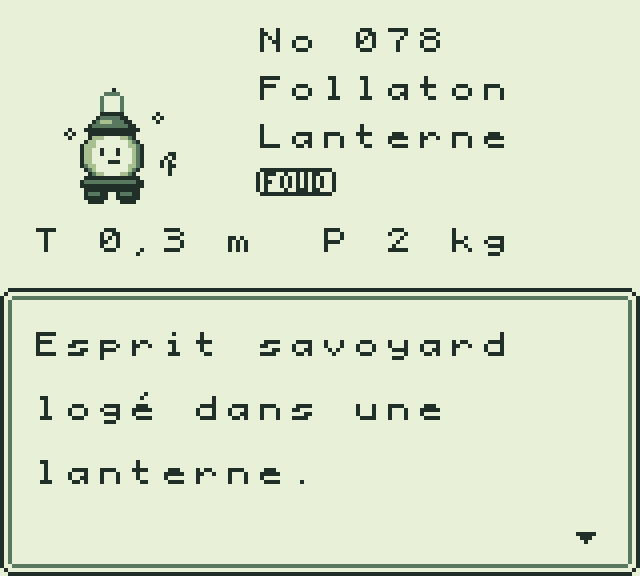 No 078
Follaton
Lanterne
FOUD
T 0,3 m P 2 kg
Esprit savoyard
logé dans une
lanterne.